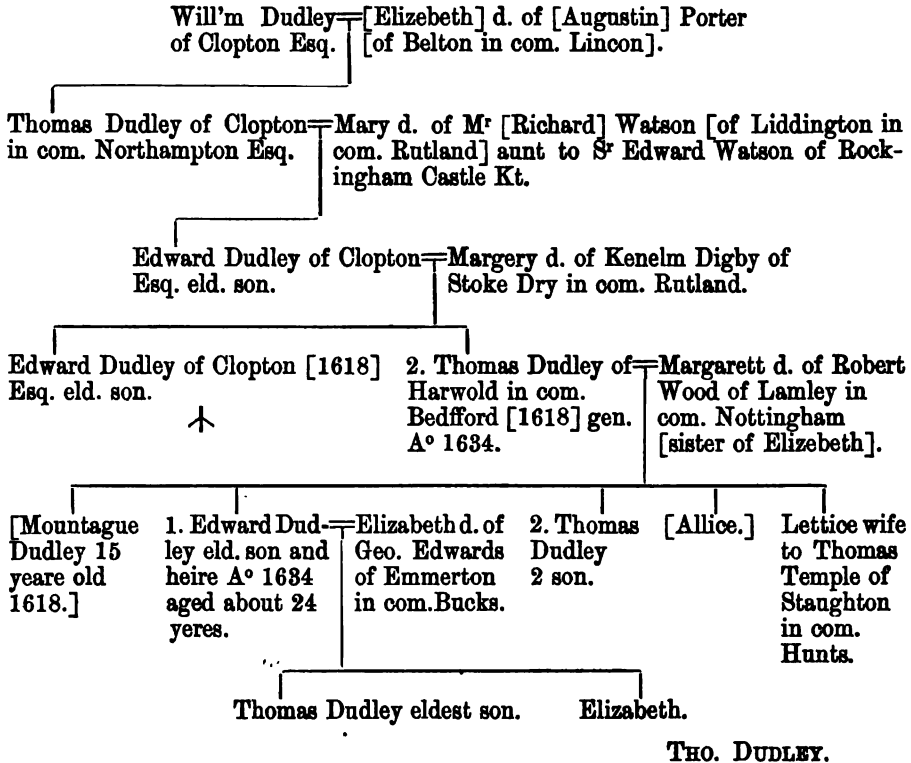 Will'm Dudley=[Elizebeth] d. of [Augustin] Porter
of Clopton Esq. [of Belton in com. Lincon].
Thomas Dudley of Clopton=Mary d. of Mʳ [Richard] Watson [of Liddington in
in com. Northampton Esq. com. Rutland] aunt to Sʳ Edward Watson of Rock-
ingham Castle Kt.
Edward Dudley of Clopton=Margery d. of Kenelm Digby of
Esq. eld. son. Stoke Dry in com. Rutland.
Edward Dudley of Clopton [1618]
Esq. eld. son.
2. Thomas Dudley of=Margarett d. of Robert
Harwold in com. Wood of Lamley in
Bedfford [1618] gen. com. Nottingham
Aᵒ 1634. [sister of Elizebeth].
[Mountague
Dudley 15
yeare old
1618.]
1. Edward Dud-=Elizabeth d. of
ley eld. son and Geo. Edwards
heire Aᵒ 1634 of Emmerton
aged about 24 in com. Bucks.
yeres.
2. Thomas
Dudley
2 son.
[Allice.]
Lettice wife
to Thomas
Temple of
Staughton
in com.
Hunts.
Thomas Dudley eldest son. Elizabeth.
THO. DUDLEY.